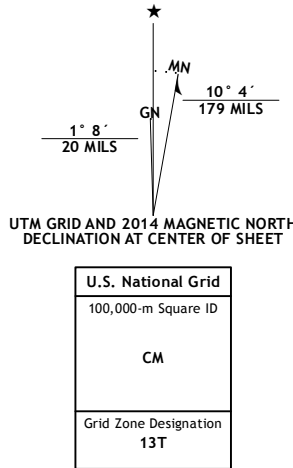 ★
MN
GN
10° 4´
179 MILS
1° 8´
20 MILS
UTM GRID AND 2014 MAGNETIC NORTH
DECLINATION AT CENTER OF SHEET
U.S. National Grid
100,000-m Square ID
CM
Grid Zone Designation
13T